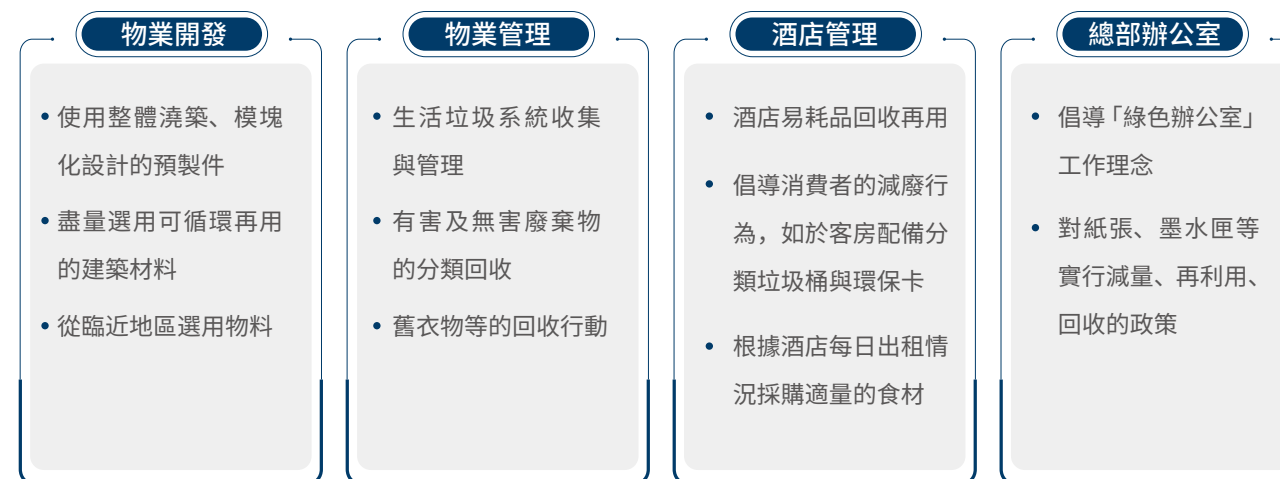 物業開發
• 使用整體澆築、模塊
化設計的預製件
• 盡量選用可循環再用
的建築材料
• 從臨近地區選用物料
物業管理
• 生活垃圾系統收集
與管理
• 有害及無害廢棄物
的分類回收
• 舊衣物等的回收行動
酒店管理
• 酒店易耗品回收再用
• 倡導消費者的減廢行
為，如於客房配備分
類垃圾桶與環保卡
• 根據酒店每日出租情
況採購適量的食材
總部辦公室
• 倡導「綠色辦公室」
工作理念
• 對紙張、墨水匣等
實行減量、再利用、
回收的政策